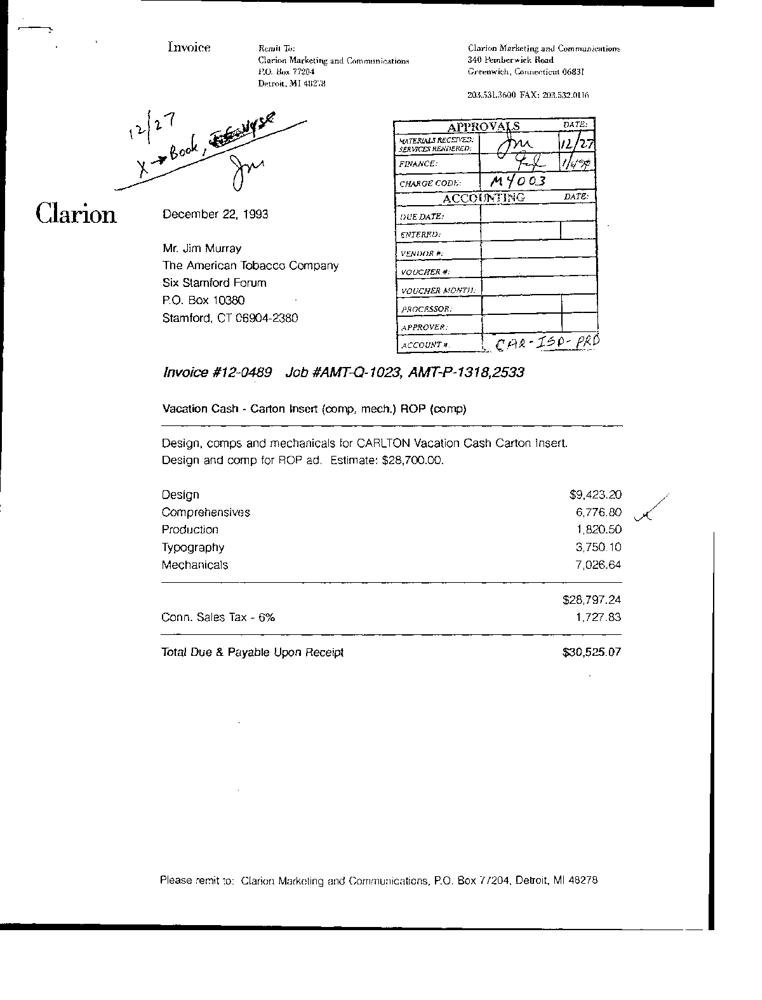 Invoice
Remit To:
Clarion Marketing and Communications
P.O. Box 77204
Detroit, MI 48278
Clarion Marketing and Communications
340 Pemberwick Road
Greenwich, Connecticut 06831
203.531.3600 FAX: 203.532.0116
12/27
X → Book,
Jm
APPROVALS DATE:
MATERIALS RECEIVED:
SERVICES RENDERED: Jm 12/27
FINANCE:
CHARGE CODE: M4003
ACCOUNTING DATE:
DUE DATE:
ENTERED:
VENDOR #:
VOUCHER #:
VOUCHER MONTH:
PROCESSOR:
APPROVER:
ACCOUNT #: CAR-ISP-PRD
Clarion
December 22, 1993
Mr. Jim Murray
The American Tobacco Company
Six Stamford Forum
P.O. Box 10380
Stamford, CT 06904-2380
Invoice #12-0489 Job #AMT-Q-1023, AMT-P-1318,2533
Vacation Cash - Carton Insert (comp, mech.) ROP (comp)
Design, comps and mechanicals for CARLTON Vacation Cash Carton Insert.
Design and comp for ROP ad. Estimate: $28,700.00.
Design $9,423.20
Comprehensives 6,776.80
Production 1,820.50
Typography 3,750.10
Mechanicals 7,026.64
$28,797.24
Conn. Sales Tax - 6% 1,727.83
Total Due & Payable Upon Receipt $30,525.07
Please remit to: Clarion Marketing and Communications, P.O. Box 77204, Detroit, MI 48278